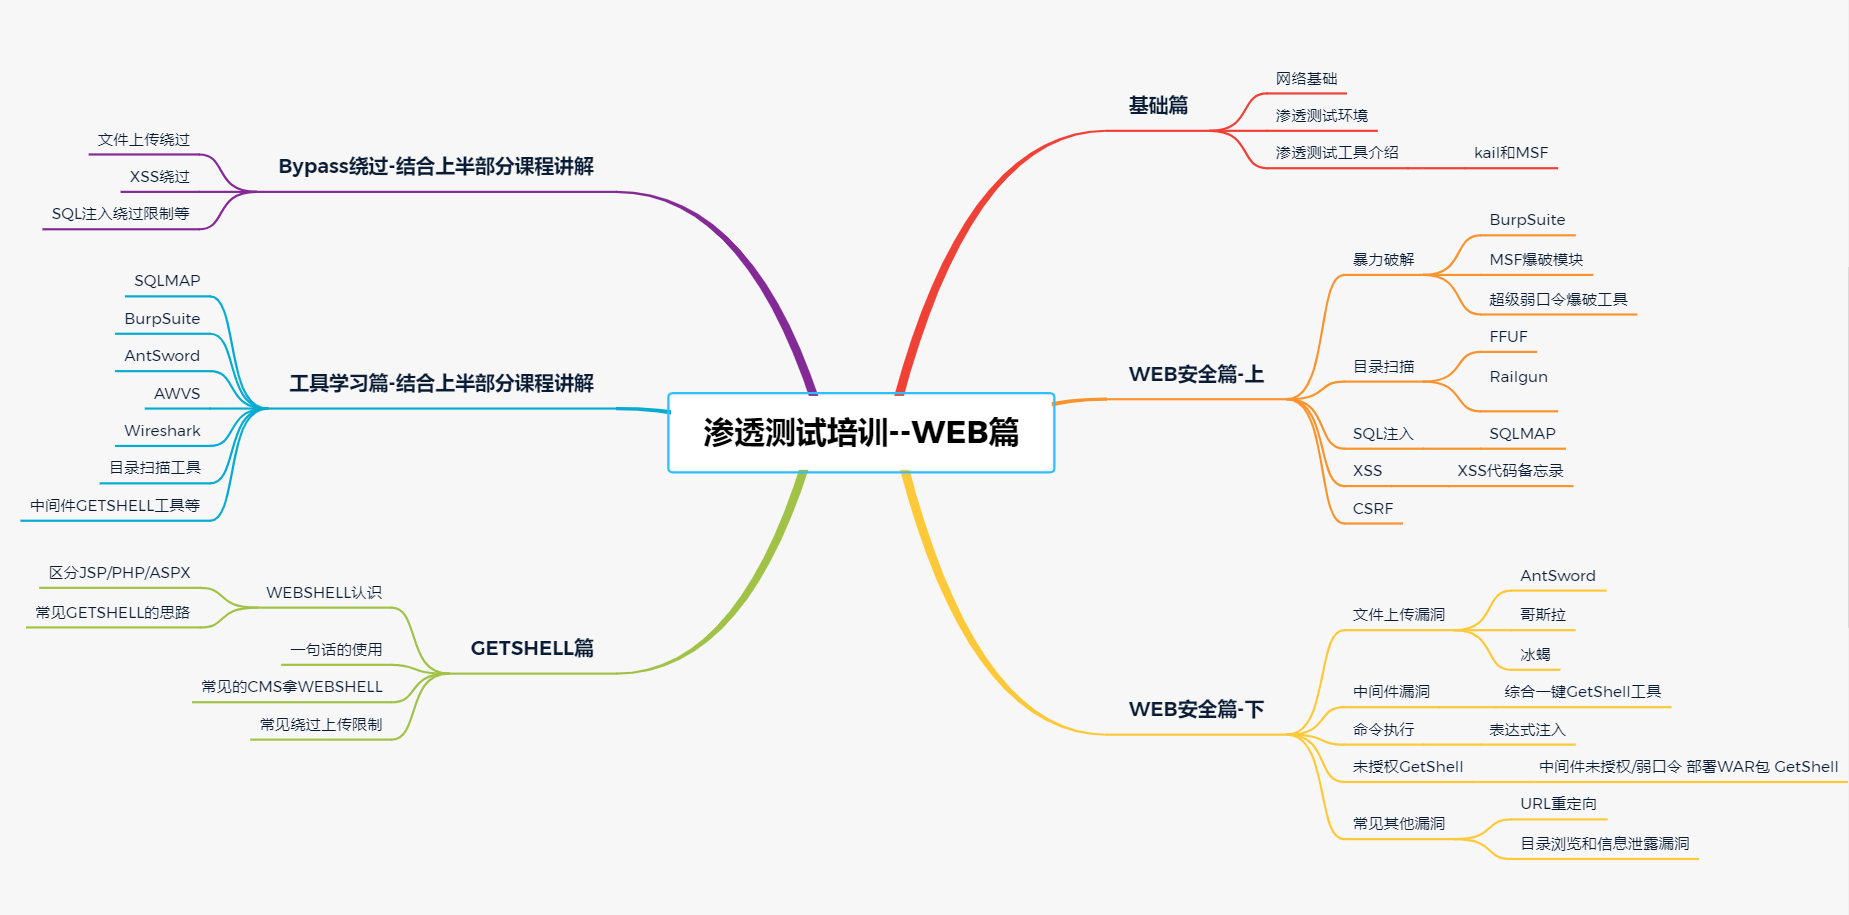 渗透测试培训--WEB篇
基础篇
网络基础
渗透测试环境
渗透测试工具介绍
kail和MSF
WEB安全篇-上
暴力破解
BurpSuite
MSF爆破模块
超级弱口令爆破工具
目录扫描
FFUF
Railgun
SQL注入
SQLMAP
XSS
XSS代码备忘录
CSRF
WEB安全篇-下
文件上传漏洞
AntSword
哥斯拉
冰蝎
中间件漏洞
综合一键GetShell工具
命令执行
表达式注入
未授权GetShell
中间件未授权/弱口令 部署WAR包 GetShell
常见其他漏洞
URL重定向
目录浏览和信息泄露漏洞
Bypass绕过-结合上半部分课程讲解
文件上传绕过
XSS绕过
SQL注入绕过限制等
工具学习篇-结合上半部分课程讲解
SQLMAP
BurpSuite
AntSword
AWVS
Wireshark
目录扫描工具
中间件GETSHELL工具等
GETSHELL篇
WEBSHELL认识
区分JSP/PHP/ASPX
常见GETSHELL的思路
一句话的使用
常见的CMS拿WEBSHELL
常见绕过上传限制